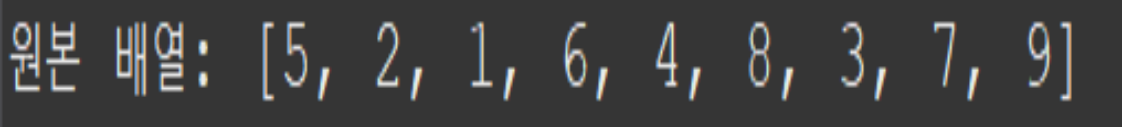 원본 배열: [5, 2, 1, 6, 4, 8, 3, 7, 9]